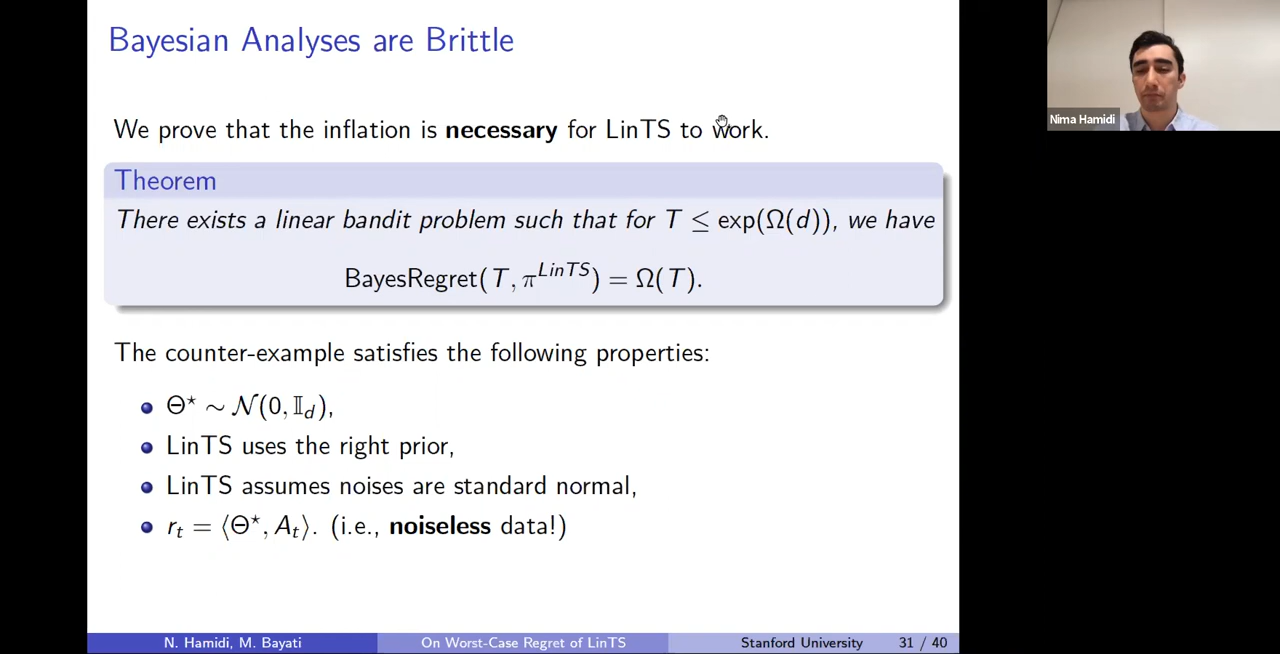 Bayesian Analyses are Brittle
We prove that the inflation is necessary for LinTS to work.
Theorem
There exists a linear bandit problem such that for T ≤ exp(Ω(d)), we have
BayesRegret(T, π^LinTS) = Ω(T).
The counter-example satisfies the following properties:
Θ* ∼ 𝒩(0, 𝕀_d),
LinTS uses the right prior,
LinTS assumes noises are standard normal,
r_t = ⟨Θ*, A_t⟩. (i.e., noiseless data!)
N. Hamidi, M. Bayati On Worst-Case Regret of LinTS Stanford University 31 / 40
Nima Hamidi